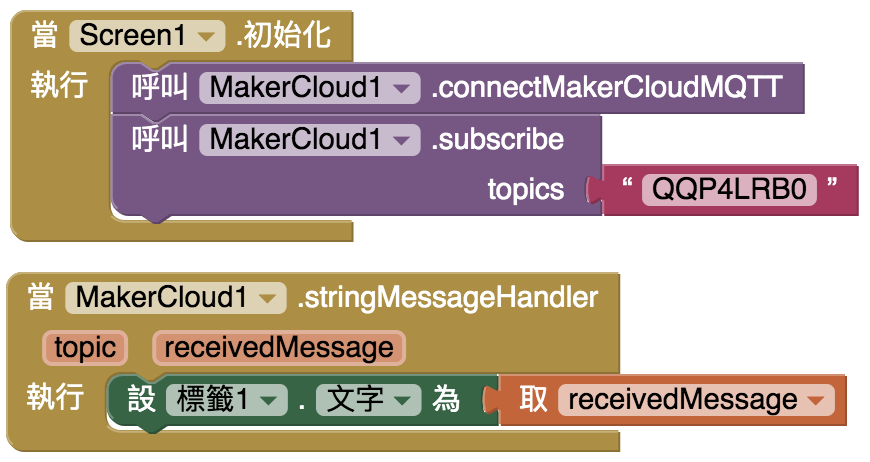 當 Screen1 .初始化
執行 呼叫 MakerCloud1 .connectMakerCloudMQTT
呼叫 MakerCloud1 .subscribe
topics “ QQP4LRB0 ”
當 MakerCloud1 .stringMessageHandler
topic receivedMessage
執行 設 標籤1 . 文字 為 取 receivedMessage